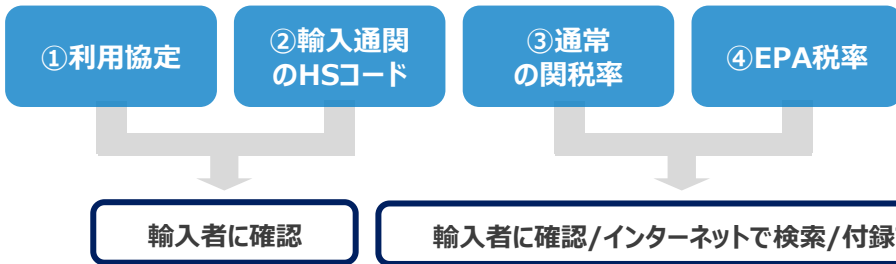 ①利用協定
②輸入通関
のHSコード
③通常
の関税率
④EPA税率
輸入者に確認
輸入者に確認/インターネットで検索/付録